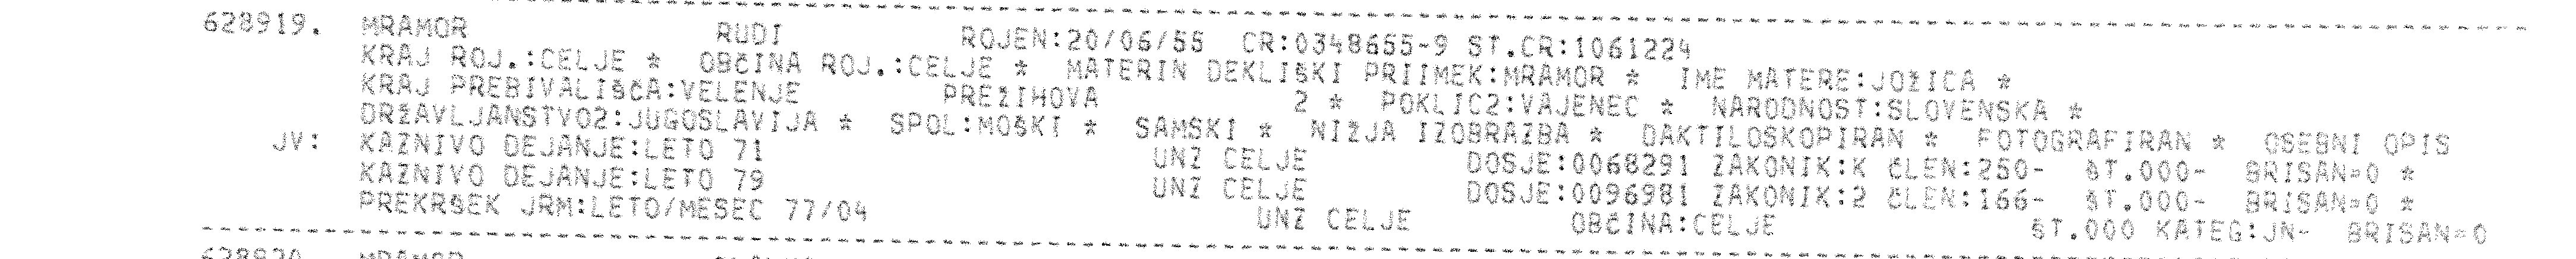 628919. MRAMOR RUDI ROJEN:20/06/55 CR:0348655-9 ST.CR:1061224
KRAJ ROJ.:CELJE * OBČINA ROJ.:CELJE * MATERIN DEKLIŠKI PRIIMEK:MRAMOR * IME MATERE:JOŽICA *
KRAJ PREBIVALIŠČA:VELENJE PREŽIHOVA 2 * POKLIC2:VAJENEC * NARODNOST:SLOVENSKA *
DRŽAVLJANSTVO2:JUGOSLAVIJA * SPOL:MOŠKI * SAMSKI * NIŽJA IZOBRAZBA * DAKTILOSKOPIRAN * FOTOGRAFIRAN * OSEBNI OPIS
JV: KAZNIVO DEJANJE:LETO 71 UNZ CELJE DOSJE:0068291 ZAKONIK:K ČLEN:250- ŠT.000- BRISAN=0 *
KAZNIVO DEJANJE:LETO 79 UNZ CELJE DOSJE:0096981 ZAKONIK:2 ČLEN:166- ŠT.000- BRISAN=0 *
PREKRŠEK JRM:LETO/MESEC 77/04 UNZ CELJE OBČINA:CELJE ŠT.000 KATEG:JN- BRISAN=0
628920. MRAMOR